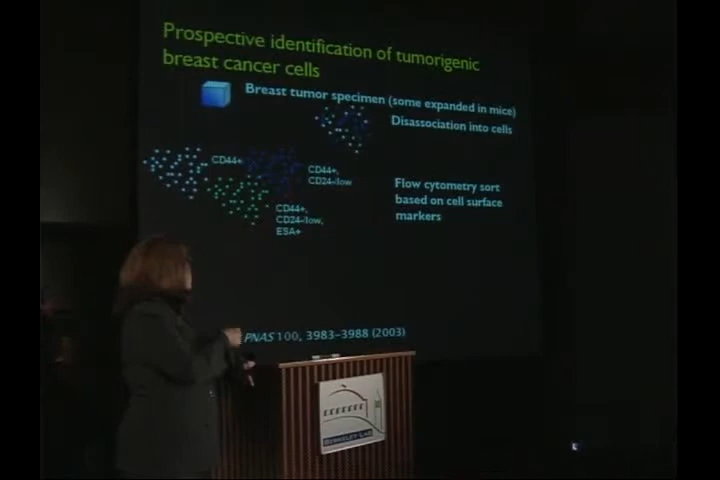 Prospective identification of tumorigenic
breast cancer cells
Breast tumor specimen (some expanded in mice)
Disassociation into cells
CD44+
CD44+,
CD24-/low
Flow cytometry sort
based on cell surface
markers
CD44+,
CD24-/low,
ESA+
PNAS 100, 3983–3988 (2003)
BERKELEY LAB